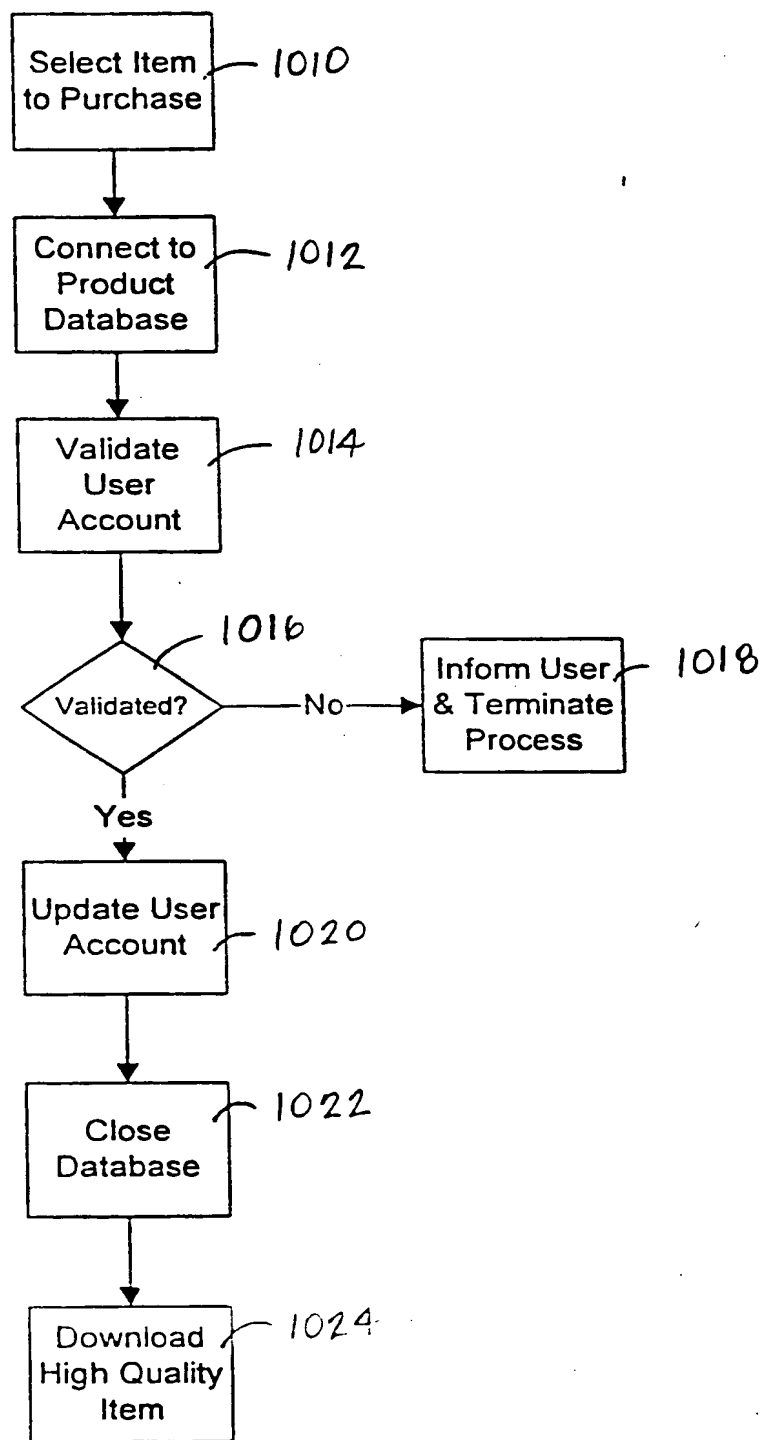 Select Item
to Purchase
1010
Connect to
Product
Database
1012
Validate
User
Account
1014
Validated?
1016
No
Inform User
& Terminate
Process
1018
Yes
Update User
Account
1020
Close
Database
1022
Download
High Quality
Item
1024